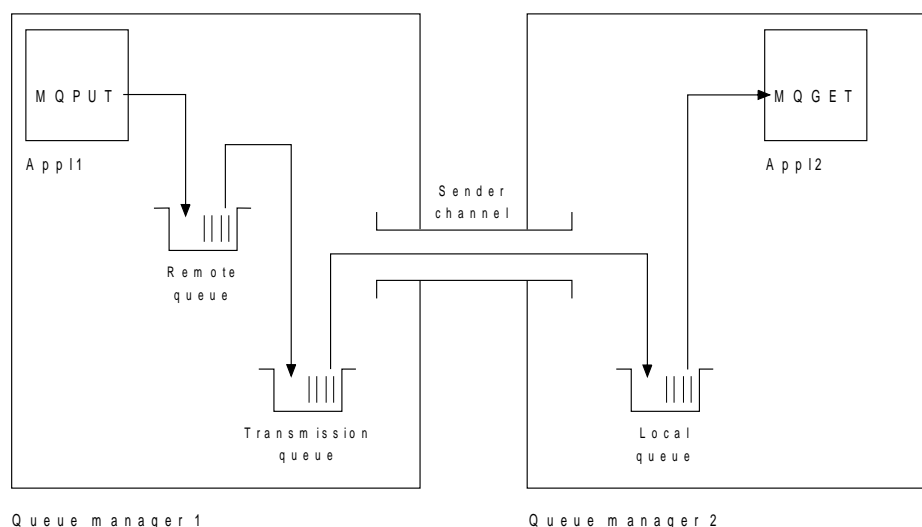 MQPUT
MQGET
Appl1
Appl2
Sender
channel
Remote
queue
Transmission
queue
Local
queue
Queue manager 1
Queue manager 2